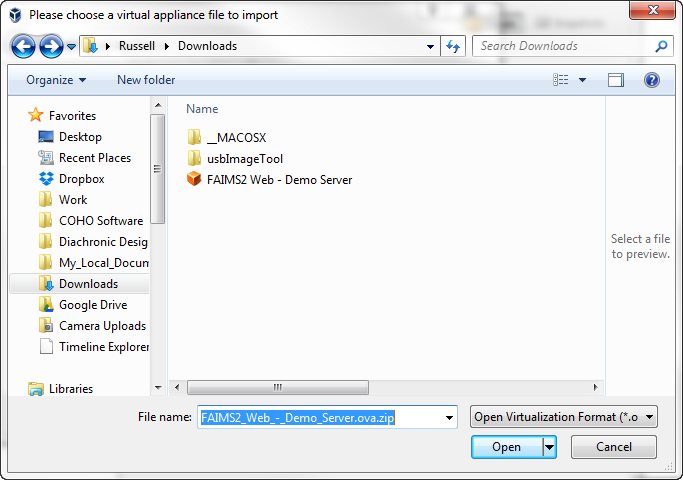 Please choose a virtual appliance file to import
Russell Downloads
Search Downloads
Organize New folder
Name
Favorites
Desktop
Recent Places
Dropbox
Work
COHO Software
Diachronic Desig
My_Local_Docum
Downloads
Google Drive
Camera Uploads
Timeline Explorer
Libraries
__MACOSX
usbImageTool
FAIMS2 Web - Demo Server
Select a file
to preview.
File name: FAIMS2_Web_-_Demo_Server.ova.zip
Open Virtualization Format (*.o
Open Cancel